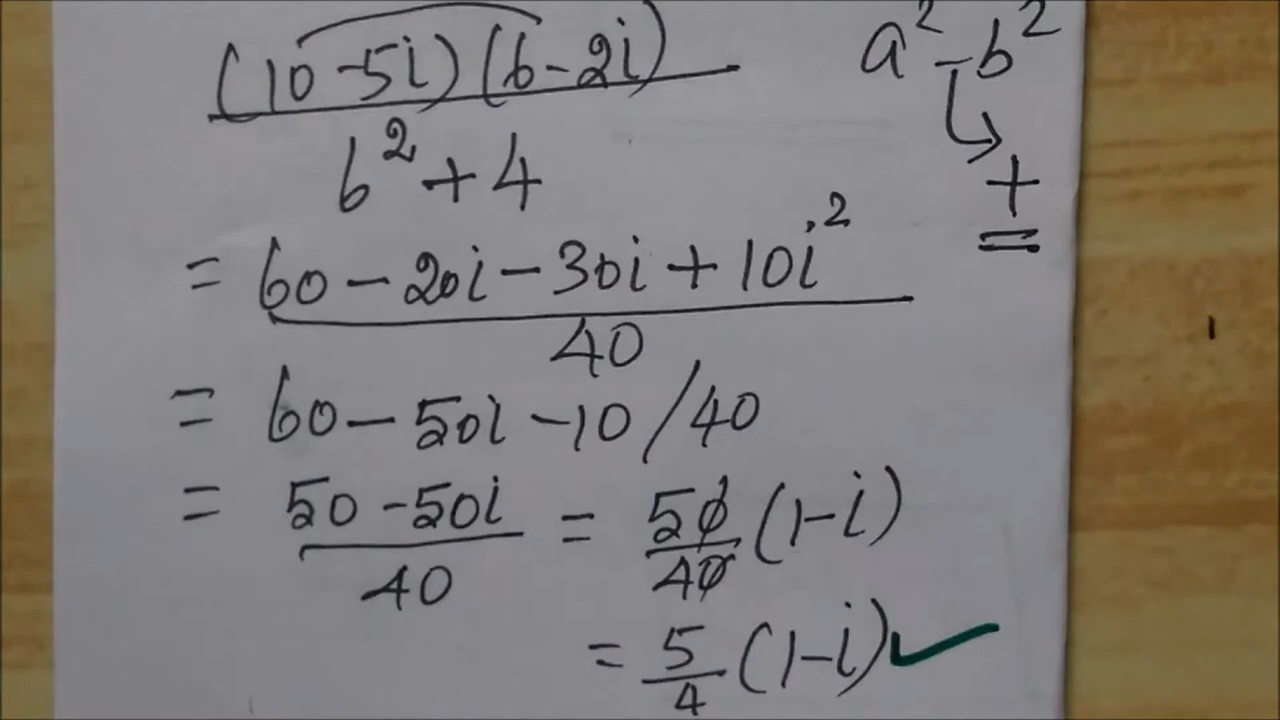 (10 - 5i) (6 - 2i)
6² + 4
a² - b²
+
= 60 - 20i - 30i + 10i²
40
= 60 - 50i - 10 / 40
= 50 - 50i = 50 (1 - i)
40 40
= 5 (1 - i)
4